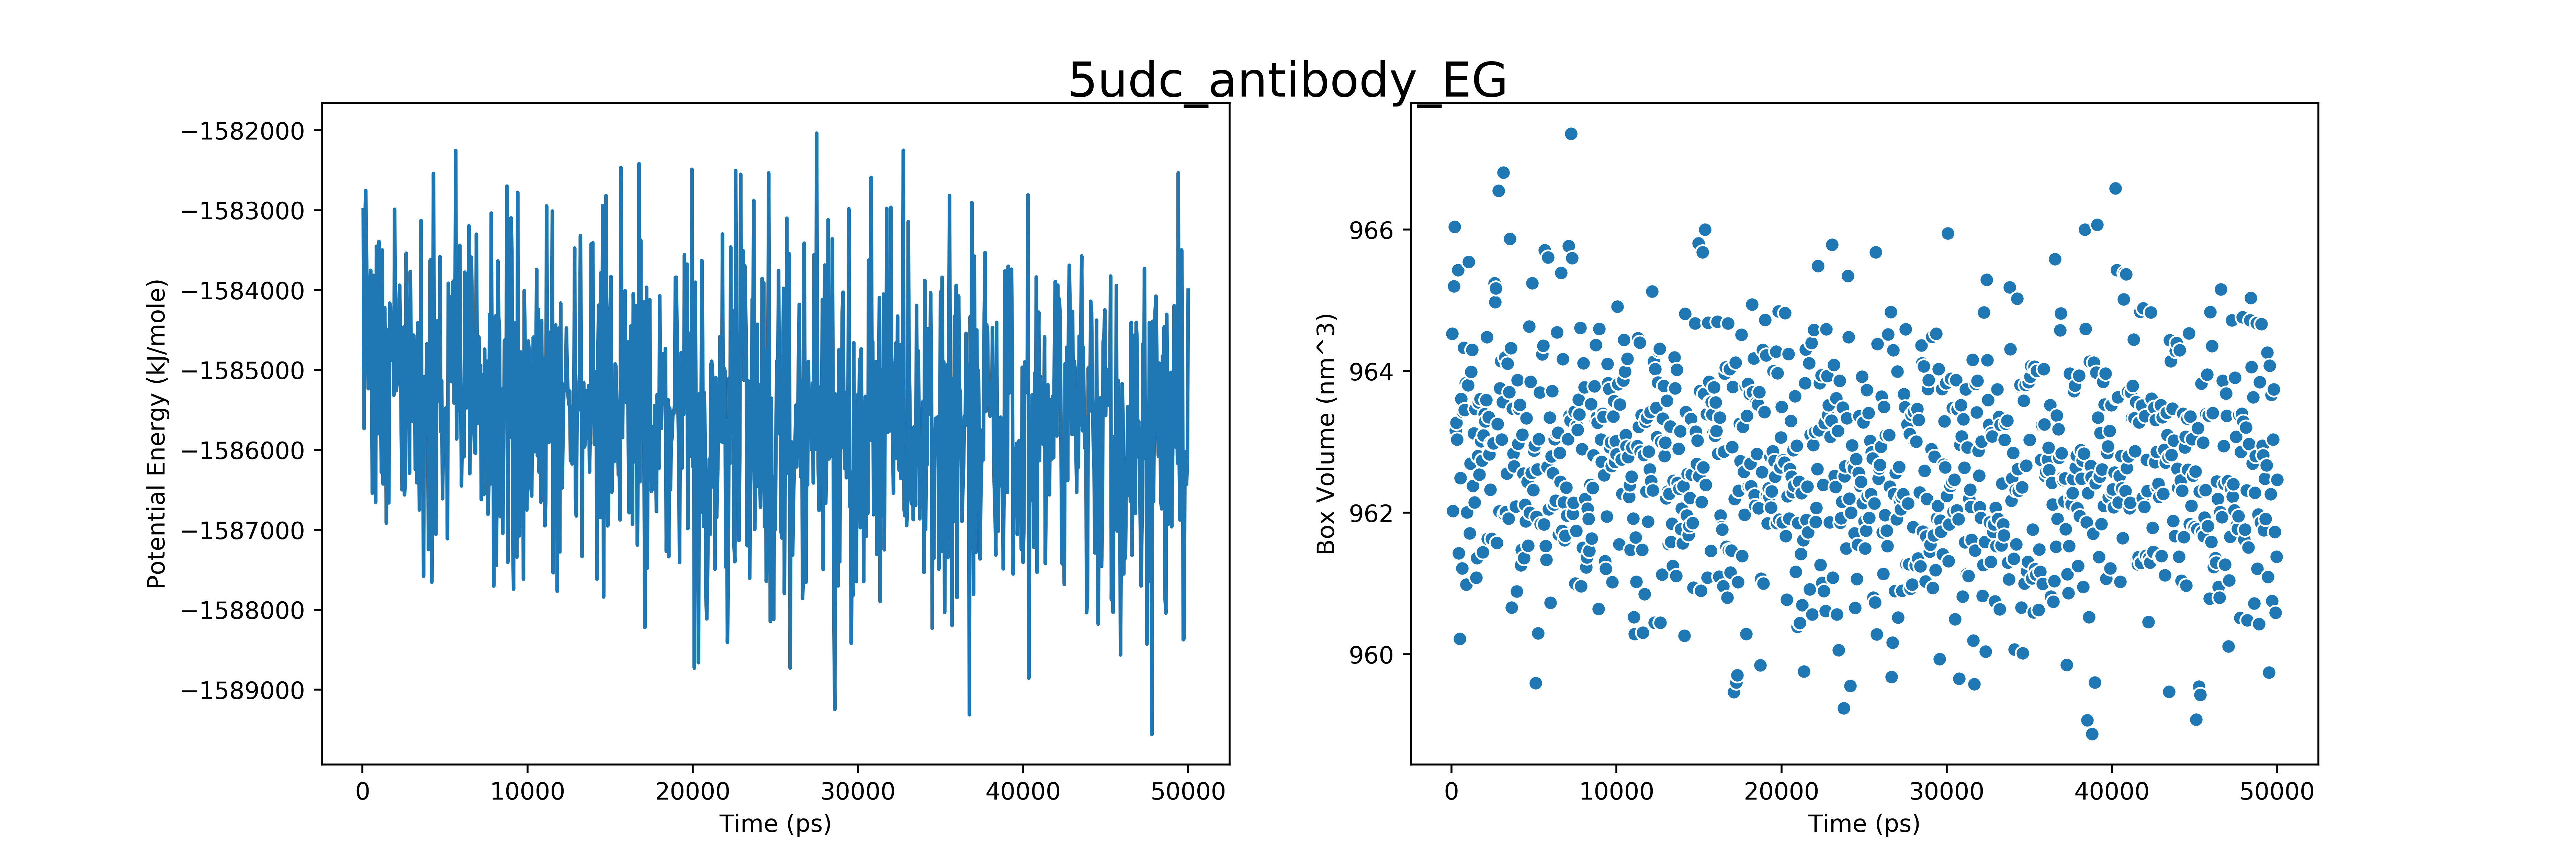 5udc_antibody_EG
Potential Energy (kJ/mole)
−1582000
−1583000
−1584000
−1585000
−1586000
−1587000
−1588000
−1589000
0 10000 20000 30000 40000 50000
Time (ps)
Box Volume (nm^3)
966
964
962
960
0 10000 20000 30000 40000 50000
Time (ps)